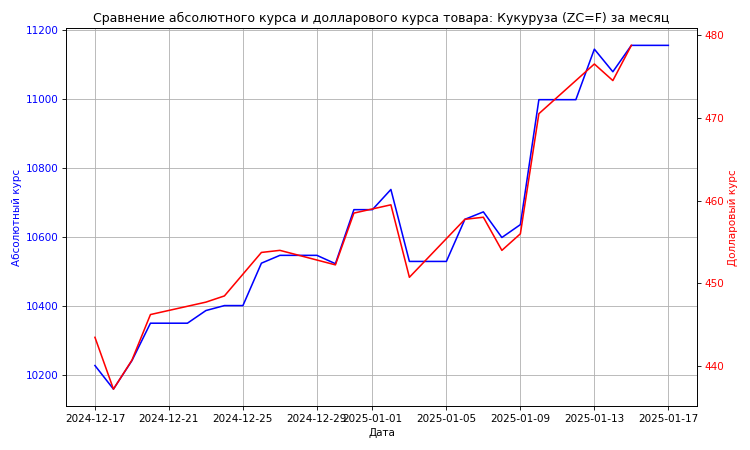 Сравнение абсолютного курса и долларового курса товара: Кукуруза (ZC=F) за месяц
11200
11000
10800
10600
10400
10200
Абсолютный курс
480
470
460
450
440
Долларовый курс
2024-12-17 2024-12-21 2024-12-25 2024-12-29 2025-01-01 2025-01-05 2025-01-09 2025-01-13 2025-01-17
Дата